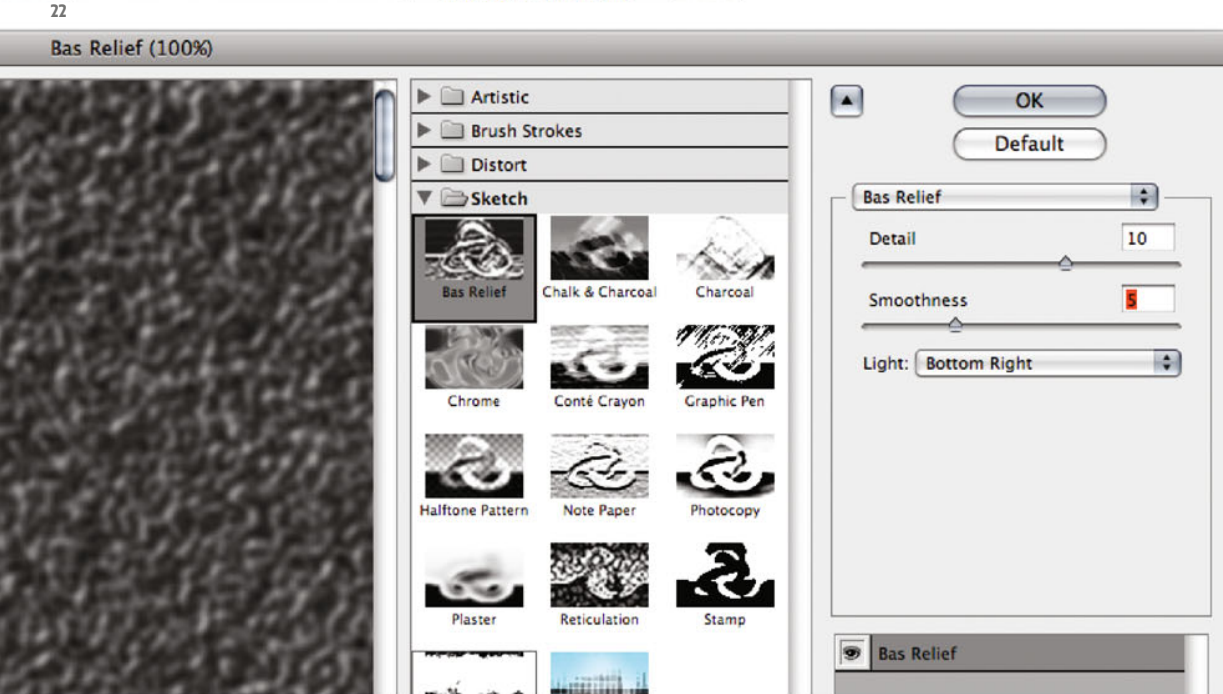 22
Bas Relief (100%)
Artistic
Brush Strokes
Distort
Sketch
Bas Relief
Chalk & Charcoal
Charcoal
Chrome
Conté Crayon
Graphic Pen
Halftone Pattern
Note Paper
Photocopy
Plaster
Reticulation
Stamp
OK
Default
Bas Relief
Detail 10
Smoothness 5
Light: Bottom Right
Bas Relief